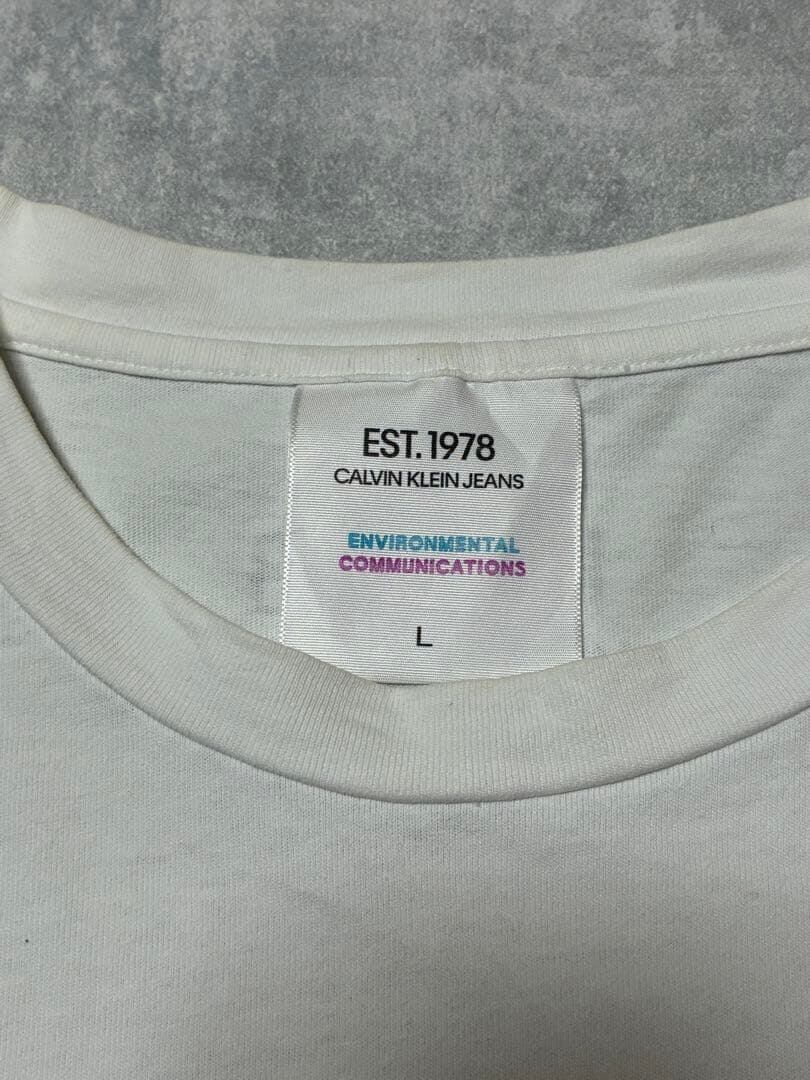 EST. 1978
CALVIN KLEIN JEANS
ENVIRONMENTAL
COMMUNICATIONS
L